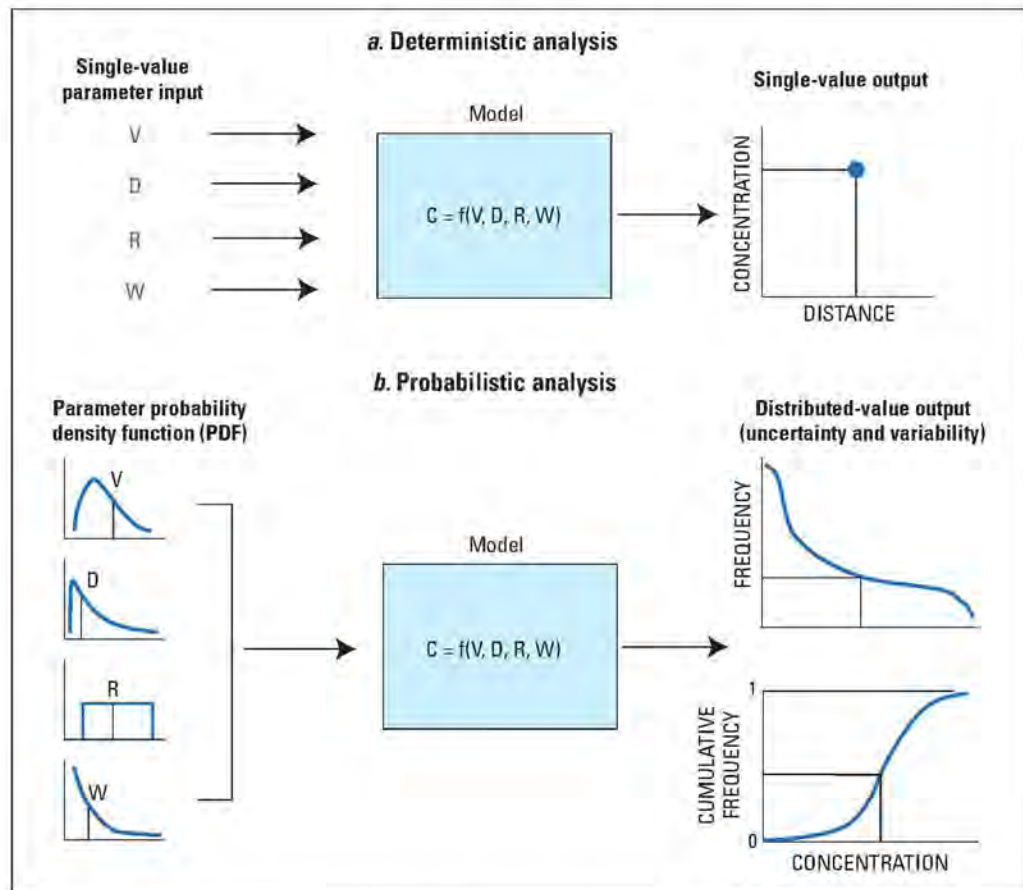 a. Deterministic analysis
Single-value
parameter input
V
D
R
W
Model
C = f(V, D, R, W)
Single-value output
CONCENTRATION
DISTANCE
b. Probabilistic analysis
Parameter probability
density function (PDF)
V
D
R
W
Model
C = f(V, D, R, W)
Distributed-value output
(uncertainty and variability)
FREQUENCY
1
CUMULATIVE
FREQUENCY
0
CONCENTRATION